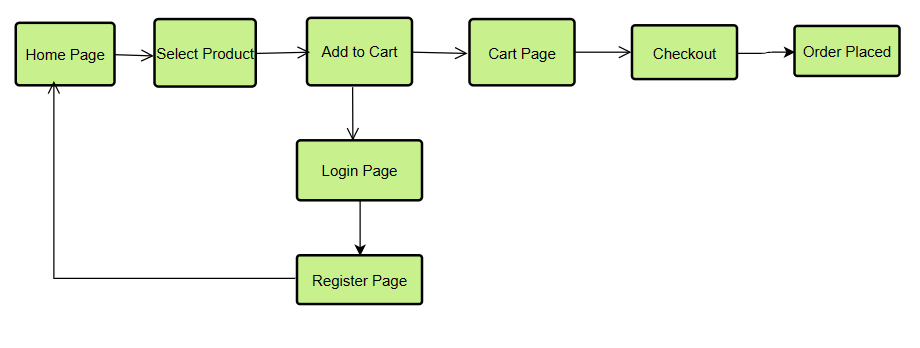 Home Page
Select Product
Add to Cart
Cart Page
Checkout
Order Placed
Login Page
Register Page